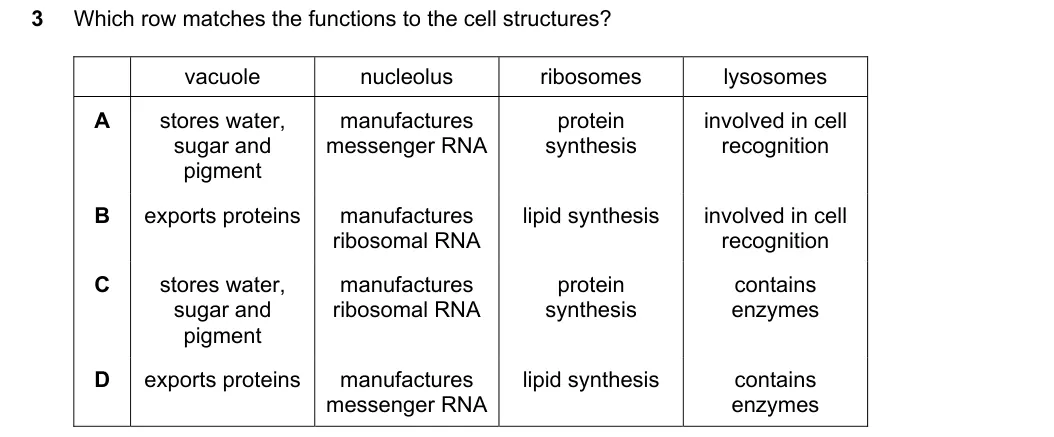 3 Which row matches the functions to the cell structures?
vacuole nucleolus ribosomes lysosomes
A stores water, manufactures protein involved in cell
sugar and messenger RNA synthesis recognition
pigment
B exports proteins manufactures lipid synthesis involved in cell
ribosomal RNA recognition
C stores water, manufactures protein contains
sugar and ribosomal RNA synthesis enzymes
pigment
D exports proteins manufactures lipid synthesis contains
messenger RNA enzymes